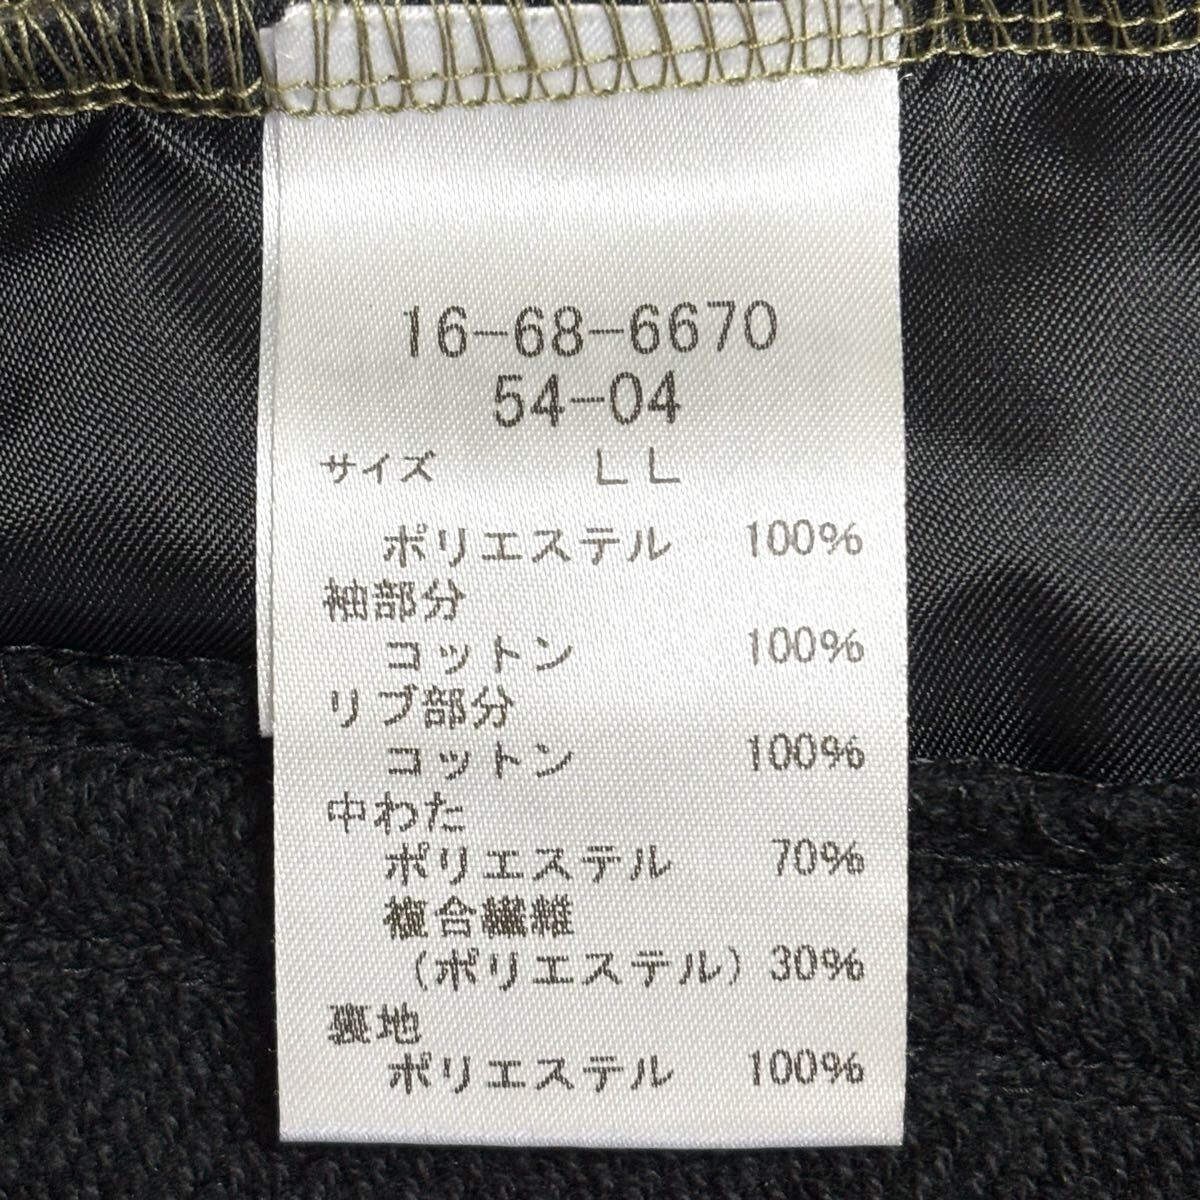 16-68-6670
54-04
サイズ LL
ポリエステル 100%
袖部分
コットン 100%
リブ部分
コットン 100%
中わた
ポリエステル 70%
複合繊維
(ポリエステル) 30%
裏地
ポリエステル 100%